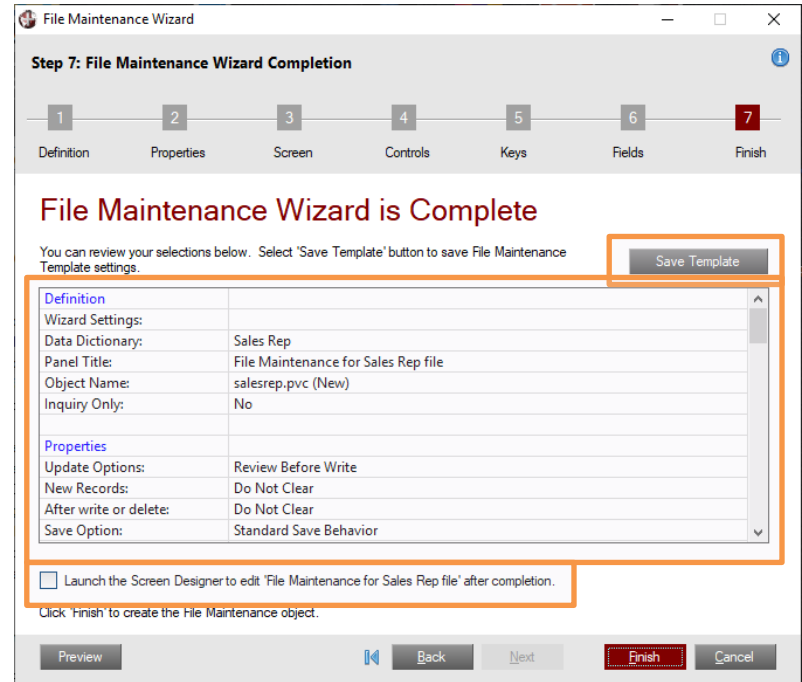 File Maintenance Wizard
Step 7: File Maintenance Wizard Completion
1 2 3 4 5 6 7
Definition Properties Screen Controls Keys Fields Finish
File Maintenance Wizard is Complete
You can review your selections below. Select 'Save Template' button to save File Maintenance
Template settings.
Save Template
Definition
Wizard Settings:
Data Dictionary: Sales Rep
Panel Title: File Maintenance for Sales Rep file
Object Name: salesrep.pvc (New)
Inquiry Only: No
Properties
Update Options: Review Before Write
New Records: Do Not Clear
After write or delete: Do Not Clear
Save Option: Standard Save Behavior
Launch the Screen Designer to edit 'File Maintenance for Sales Rep file' after completion.
Click 'Finish' to create the File Maintenance object.
Preview Back Next Finish Cancel